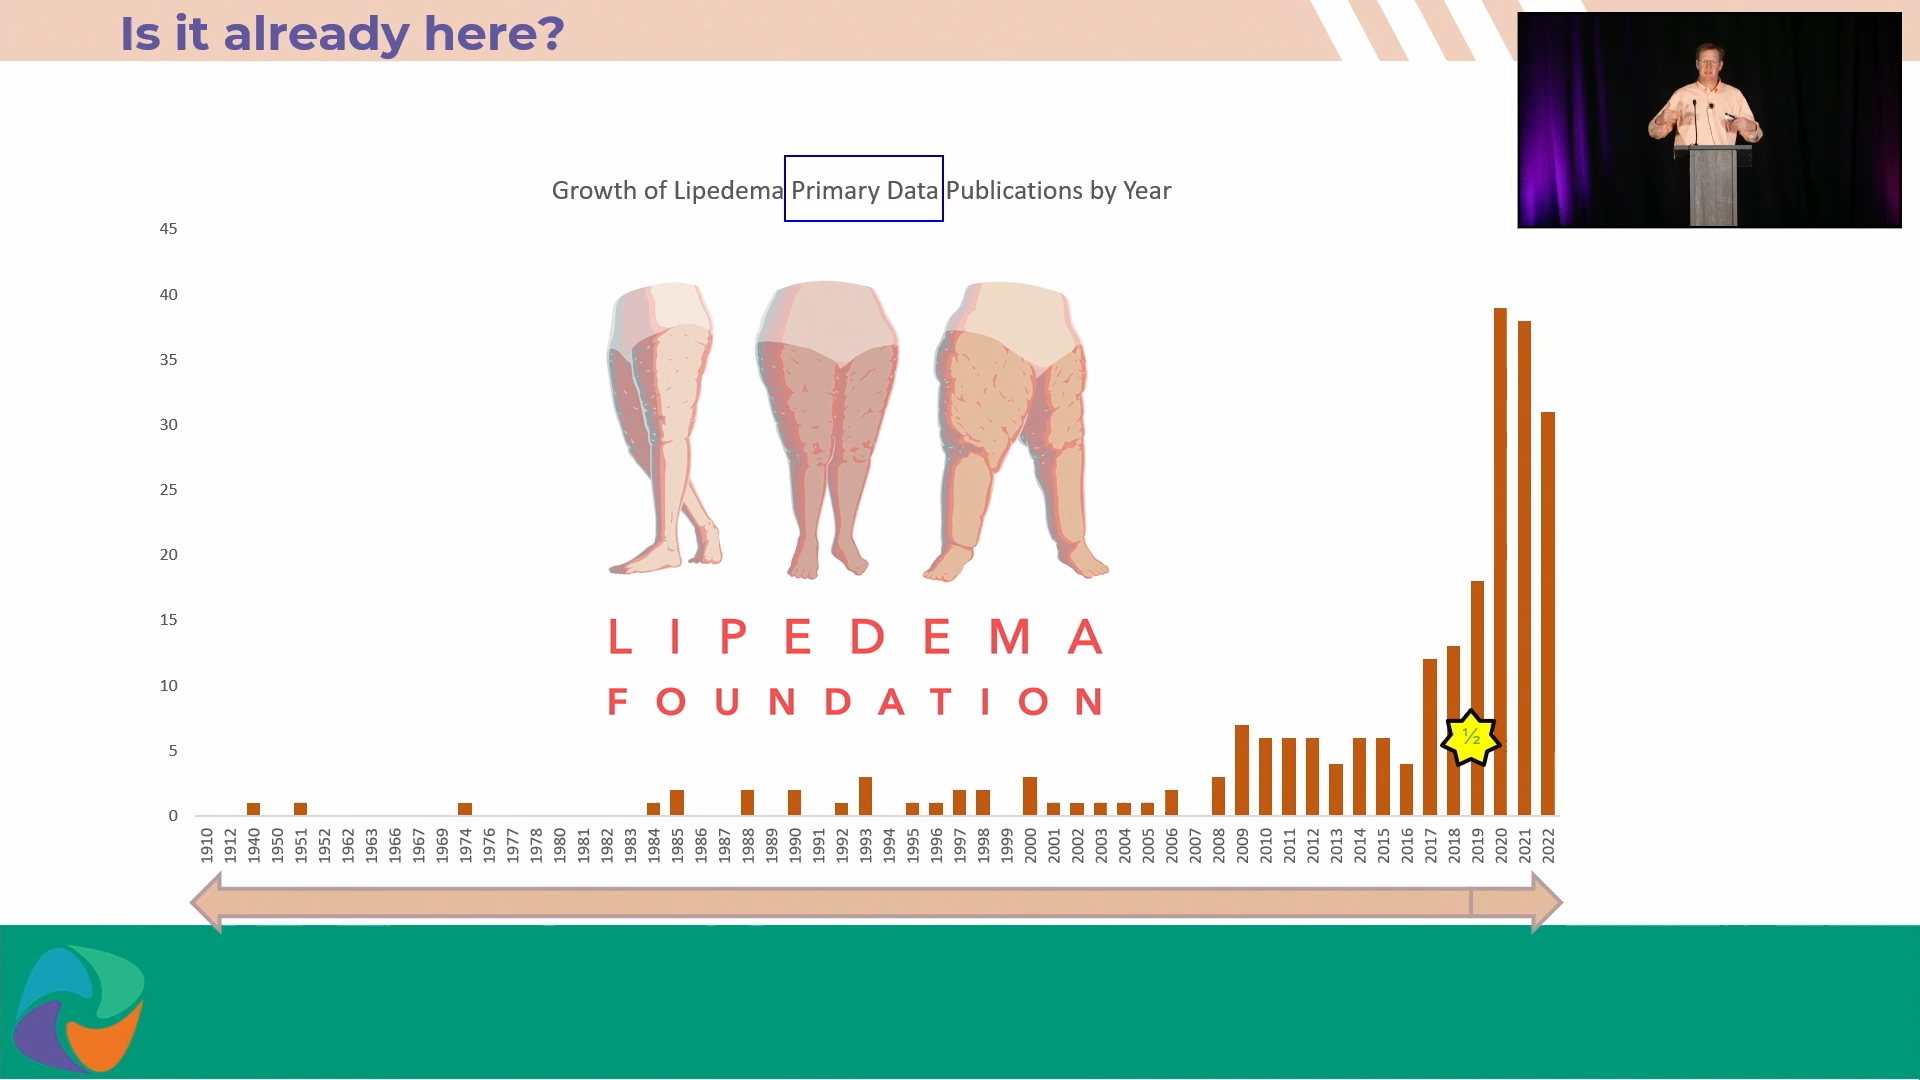 Is it already here?
Growth of Lipedema Primary Data Publications by Year
45
40
35
30
25
20
15
10
5
0
LIPEDEMA
FOUNDATION
½
1910 1912 1940 1950 1951 1952 1962 1963 1966 1967 1969 1974 1976 1977 1978 1980 1981 1982 1983 1984 1985 1986 1987 1988 1989 1990 1991 1992 1993 1994 1995 1996 1997 1998 1999 2000 2001 2002 2003 2004 2005 2006 2007 2008 2009 2010 2011 2012 2013 2014 2015 2016 2017 2018 2019 2020 2021 2022